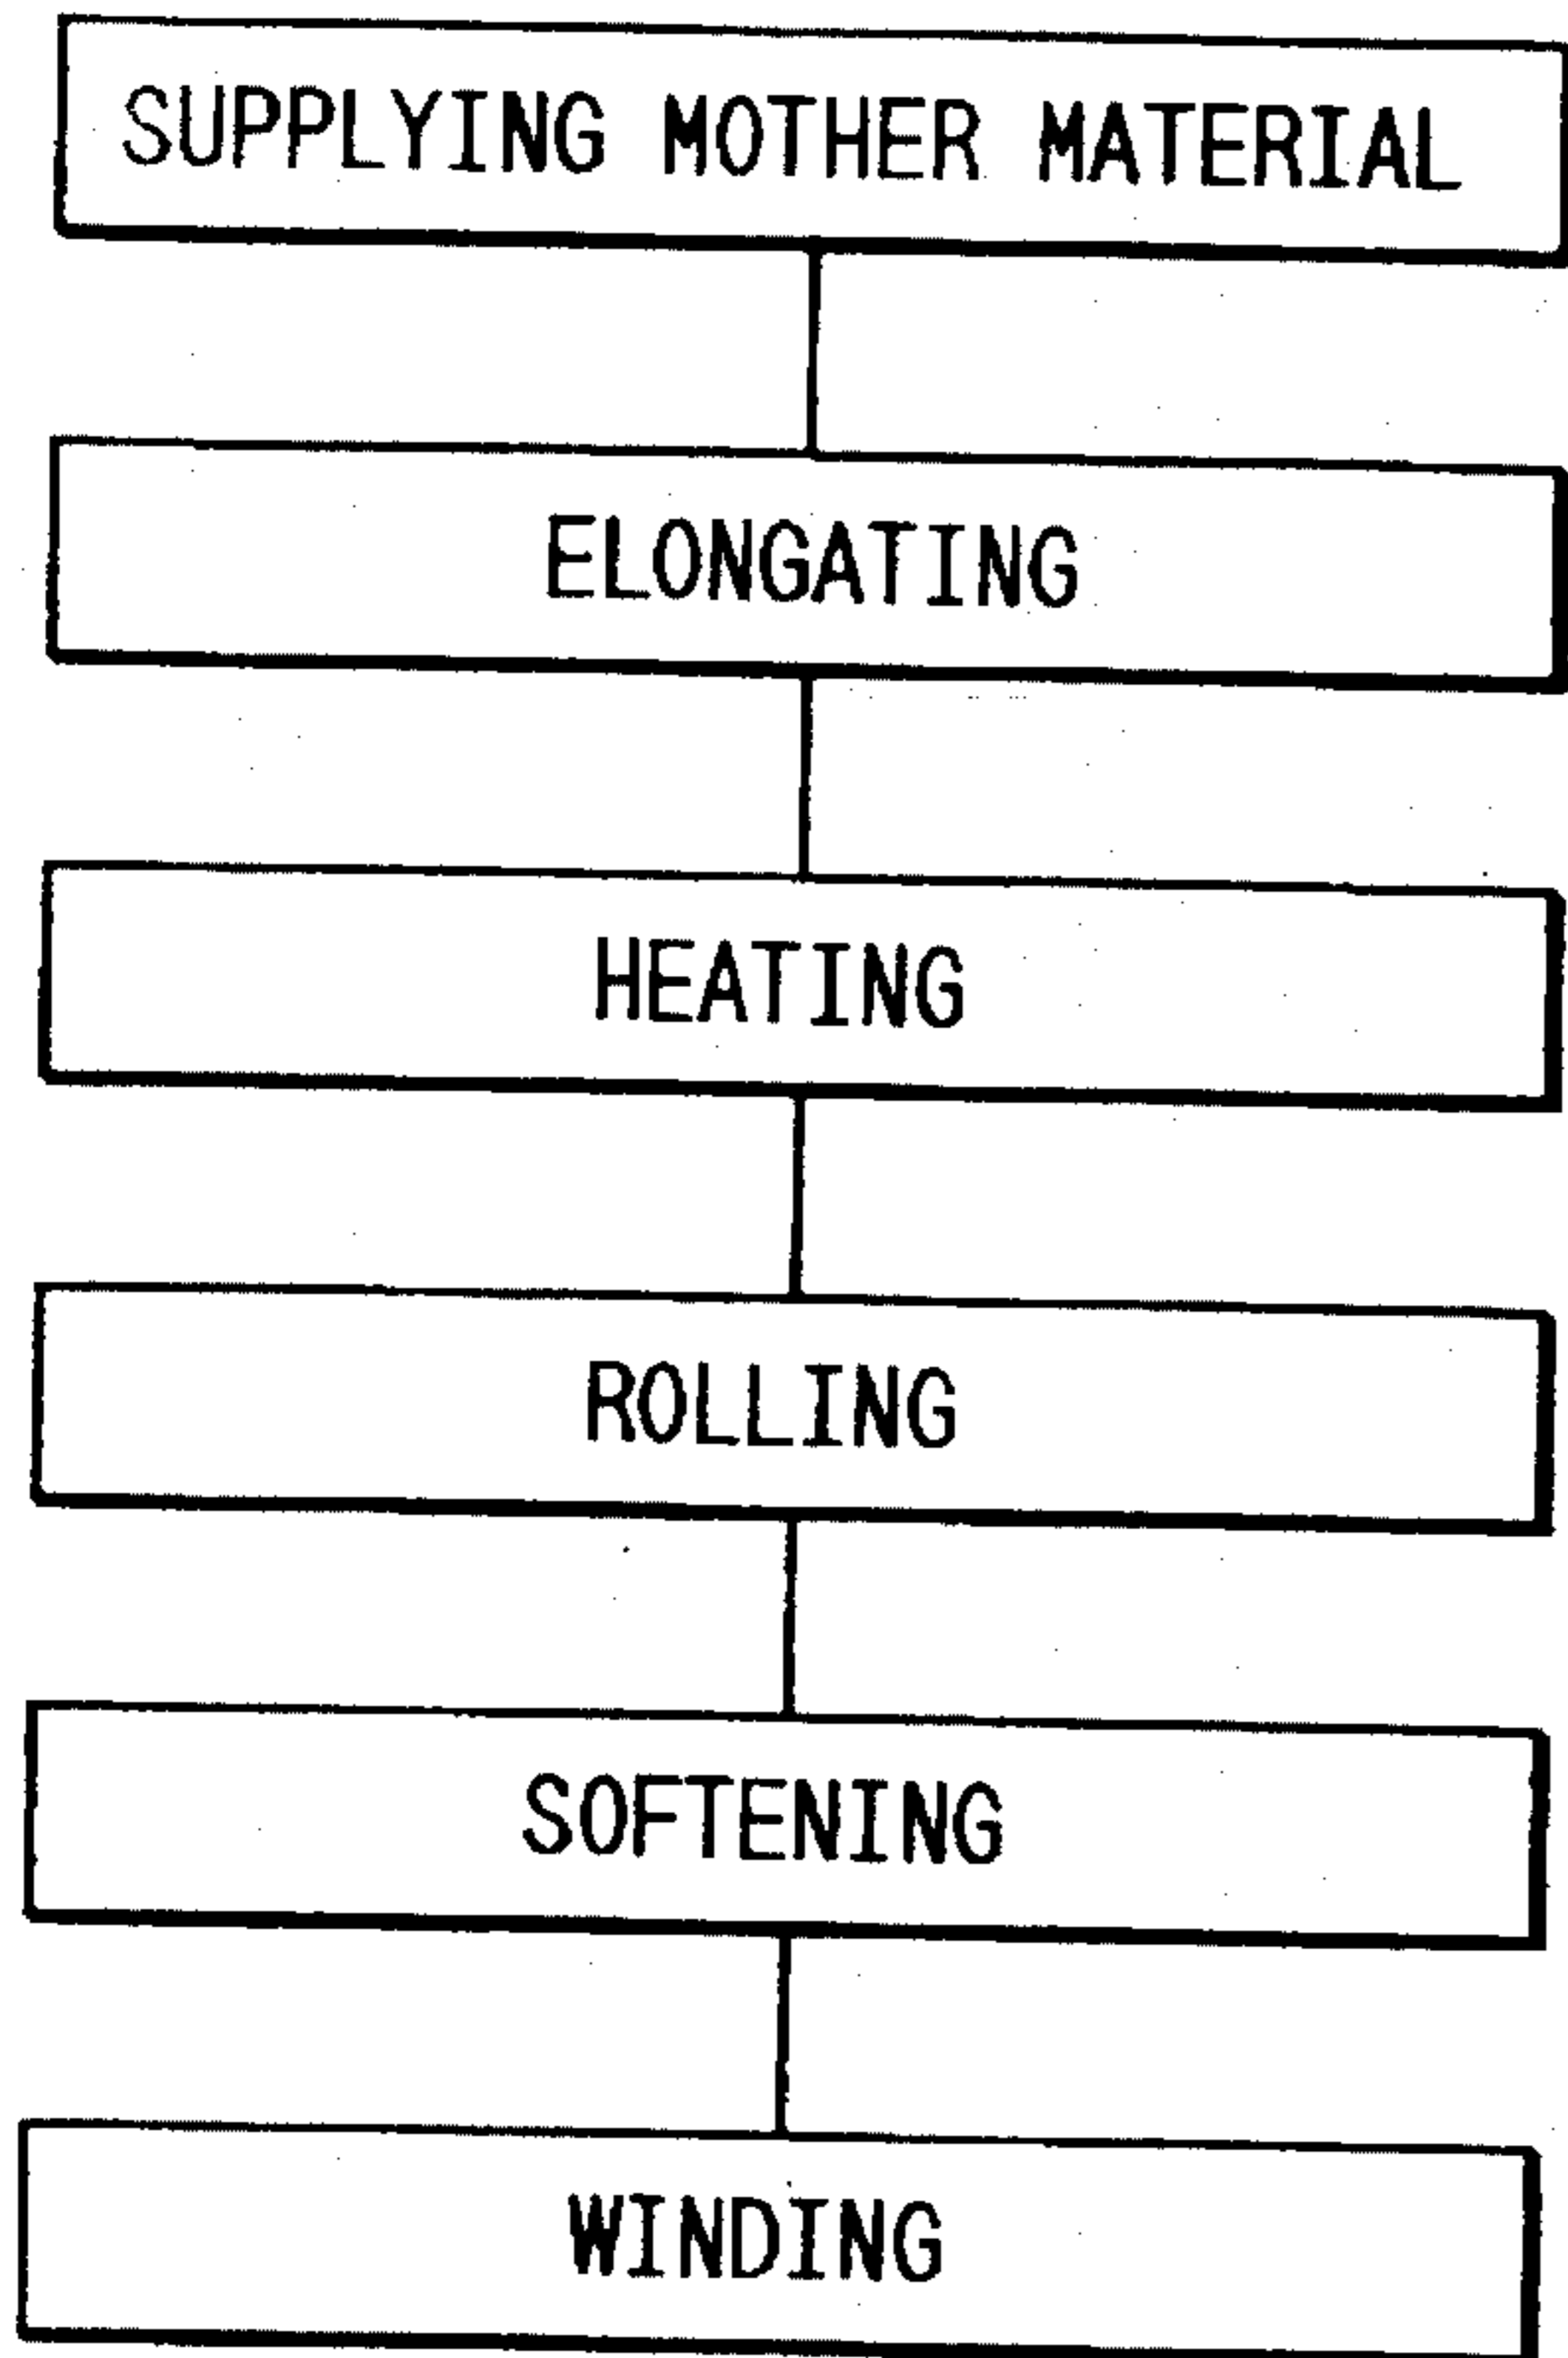 SUPPLYING MOTHER MATERIAL
ELONGATING
HEATING
ROLLING
SOFTENING
WINDING